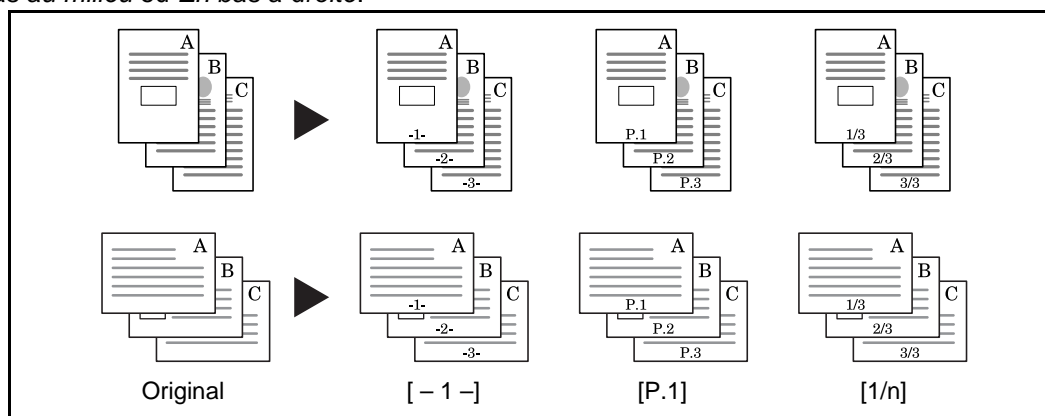 as au milieu ou En bas à droite.
A A A A
B B B B
C C C C
-1- P.1 1/3
-2- P.2 2/3
-3- P.3 3/3
A A A A
B B B B
C C C C
-1- P.1 1/3
-2- P.2 2/3
-3- P.3 3/3
Original [ – 1 –] [P.1] [1/n]